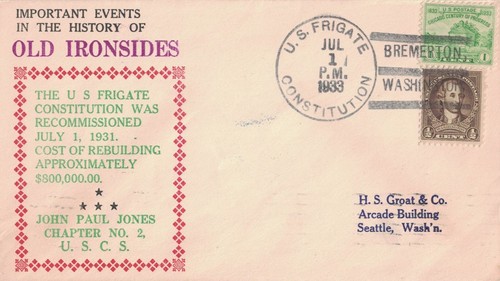 IMPORTANT EVENTS
IN THE HISTORY OF
OLD IRONSIDES
THE U S FRIGATE
CONSTITUTION WAS
RECOMMISSIONED
JULY 1, 1931.
COST OF REBUILDING
APPROXIMATELY
$800,000.00.
JOHN PAUL JONES
CHAPTER NO. 2,
U. S. C. S.
U. S. FRIGATE
JUL
1
P.M.
1933
CONSTITUTION
BREMERTON
WASHINGTON
U.S. POSTAGE
1
H. S. Groat & Co.
Arcade Building
Seattle, Wash'n.